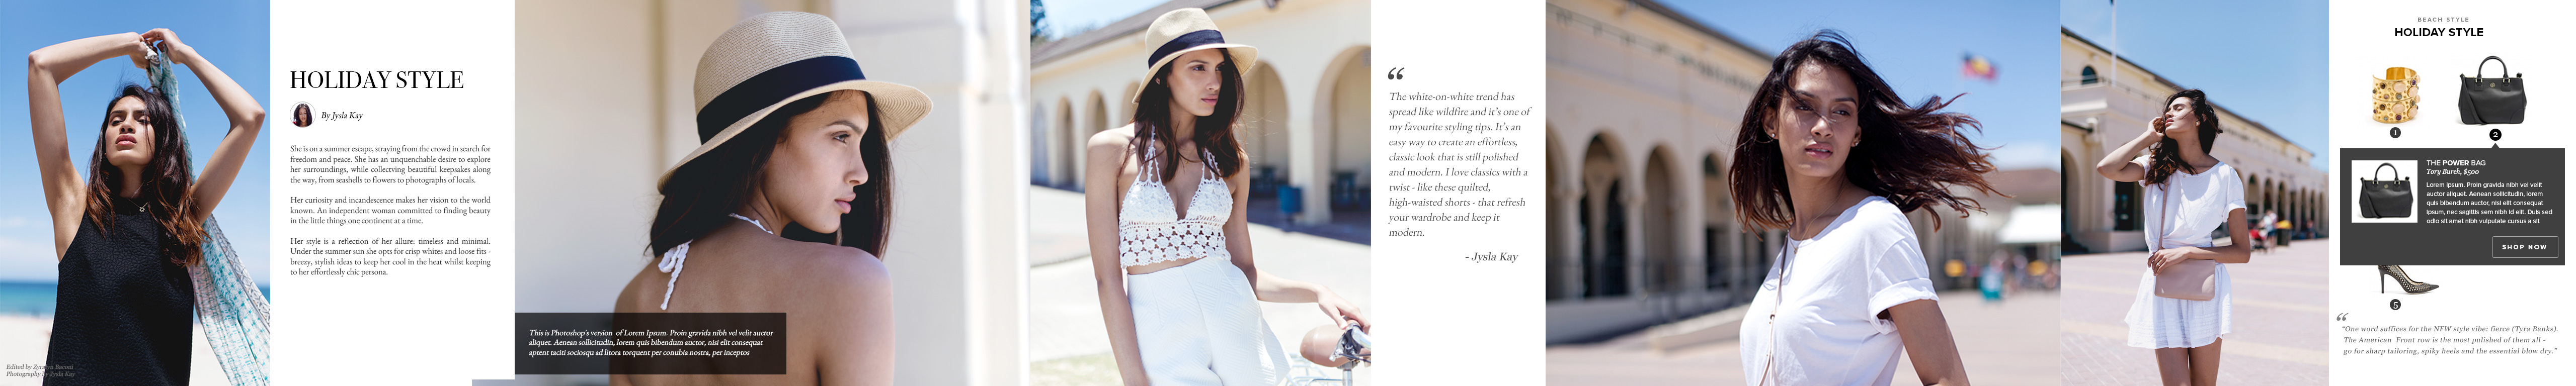 Edited by Zyralyn Bacani
Photography by Jysla Kay
HOLIDAY STYLE
By Jysla Kay
She is on a summer escape, straying from the crowd in search for
freedom and peace. She has an unquenchable desire to explore
her surroundings, while collectving beautiful keepsakes along
the way, from seashells to flowers to photographs of locals.
Her curiosity and incandescence makes her vision to the world
known. An independent woman committed to finding beauty
in the little things one continent at a time.
Her style is a reflection of her allure: timeless and minimal.
Under the summer sun she opts for crisp whites and loose fits -
breezy, stylish ideas to keep her cool in the heat whilst keeping
to her effortlessly chic persona.
This is Photoshop's version of Lorem Ipsum. Proin gravida nibh vel velit auctor
aliquet. Aenean sollicitudin, lorem quis bibendum auctor, nisi elit consequat
aptent taciti sociosqu ad litora torquent per conubia nostra, per inceptos
“
The white-on-white trend has
spread like wildfire and it's one of
my favourite styling tips. It's an
easy way to create an effortless,
classic look that is still polished
and modern. I love classics with a
twist - like these quilted,
high-waisted shorts - that refresh
your wardrobe and keep it
modern.
- Jysla Kay
BEACH STYLE
HOLIDAY STYLE
1
2
THE POWER BAG
Tory Burch, $500
Lorem Ipsum. Proin gravida nibh vel velit
auctor aliquet. Aenean sollicitudin, lorem
quis bibendum auctor, nisi elit consequat
ipsum, nec sagittis sem nibh id elit. Duis sed
odio sit amet nibh vulputate cursus a sit
SHOP NOW
5
“
“One word suffices for the NFW style vibe: fierce (Tyra Banks).
The American Front row is the most pulished of them all -
go for sharp tailoring, spiky heels and the essential blow dry.”